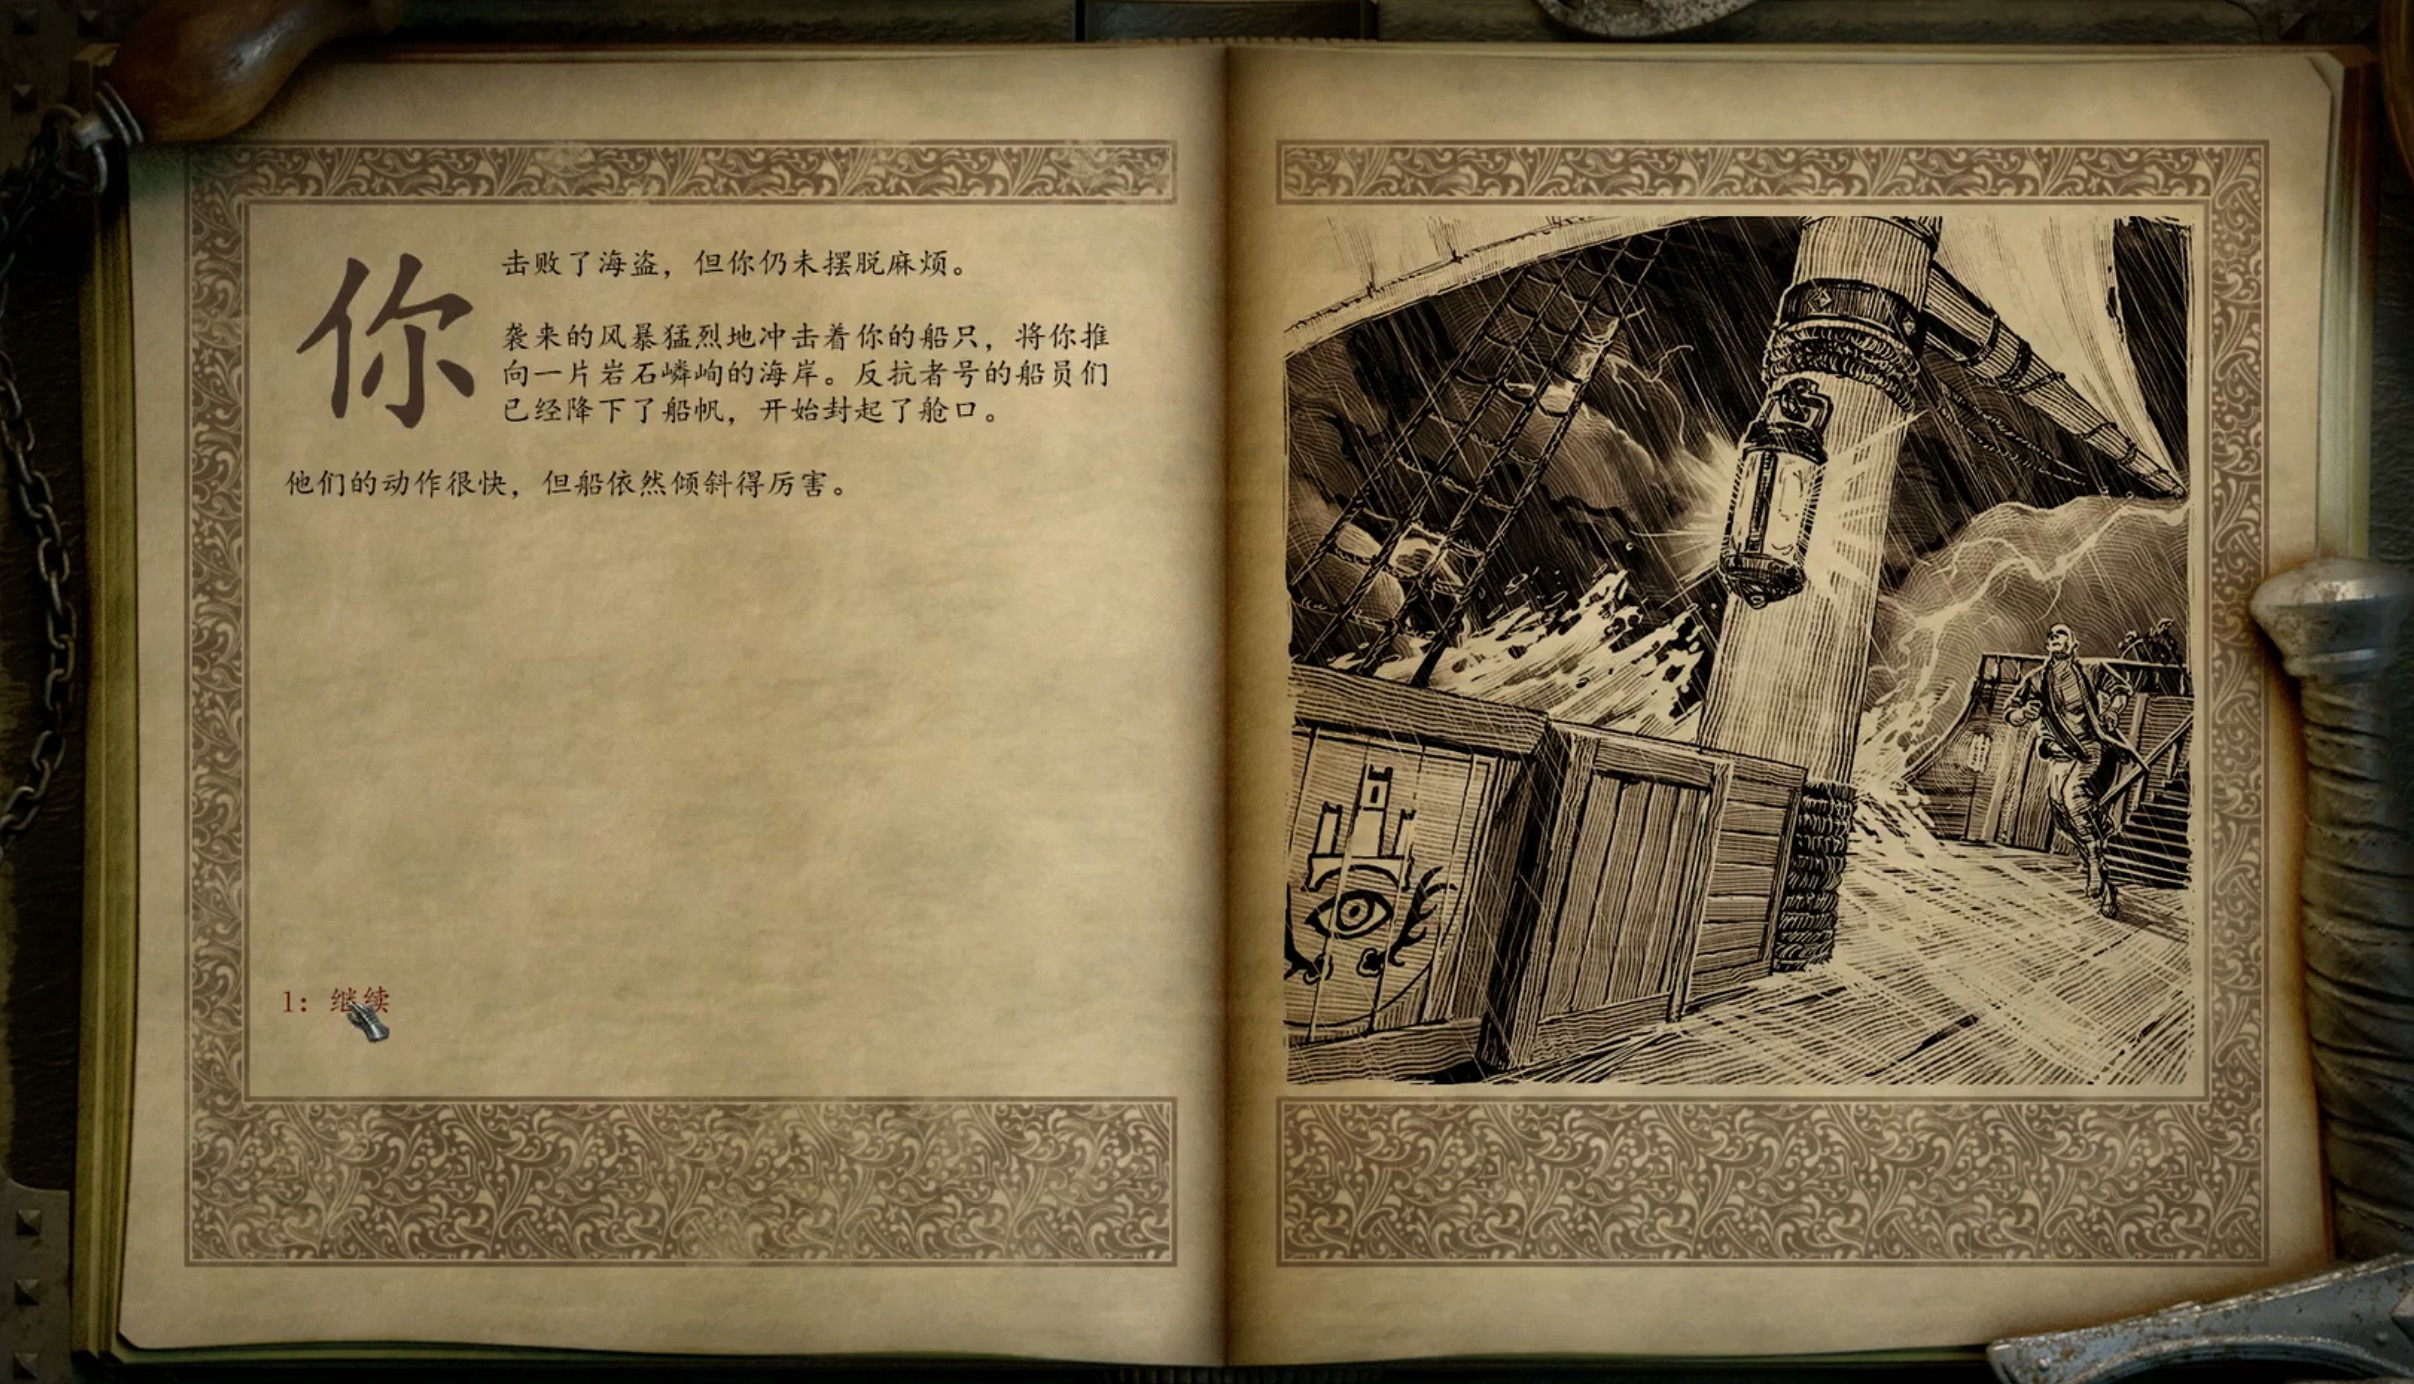 你击败了海盗，但你仍未摆脱麻烦。
袭来的风暴猛烈地冲击着你的船只，将你推
向一片岩石嶙峋的海岸。反抗者号的船员们
已经降下了船帆，开始封起了舱口。
他们的动作很快，但船依然倾斜得厉害。
1：继续